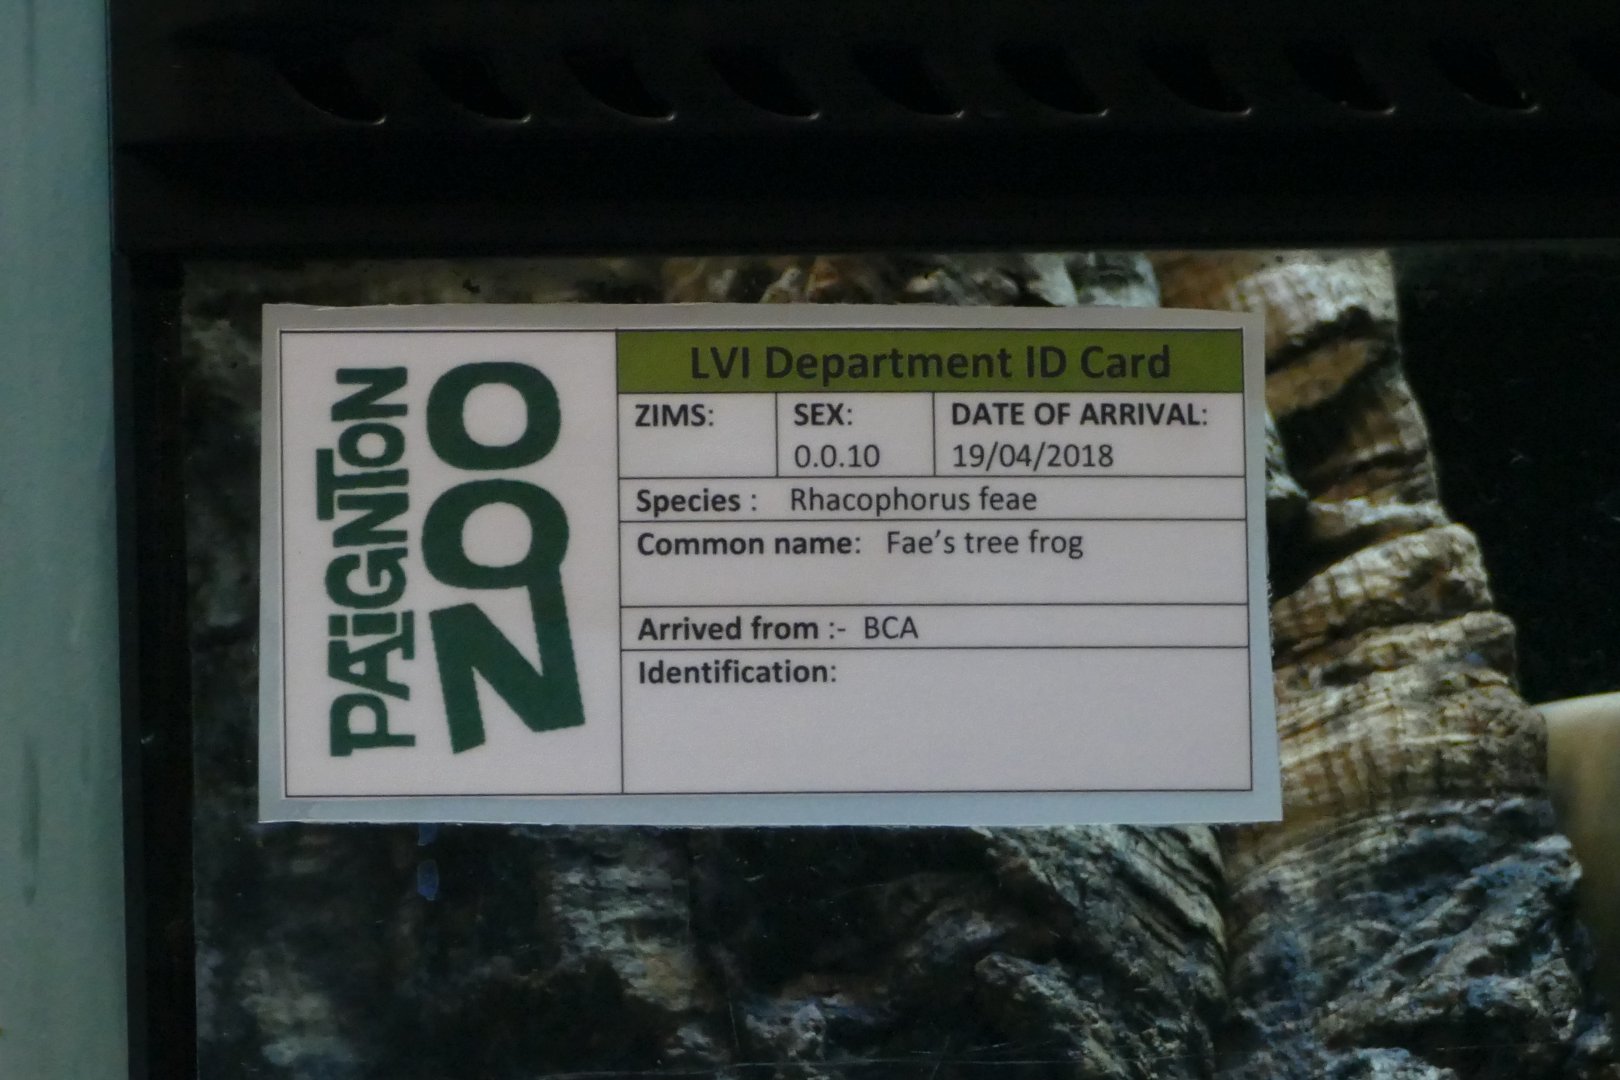 PAIGNTON
ZOO
LVI Department ID Card
ZIMS:
SEX:
0.0.10
DATE OF ARRIVAL:
19/04/2018
Species : Rhacophorus feae
Common name: Fae's tree frog
Arrived from :- BCA
Identification: